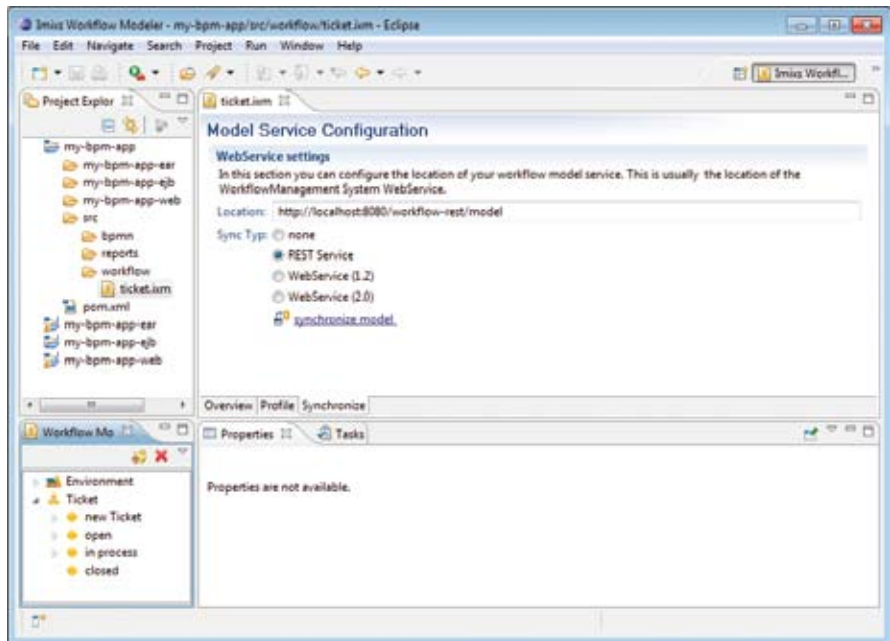 Imixs Workflow Modeler - my-bpm-app/src/workflow/ticket.ixm - Eclipse
File Edit Navigate Search Project Run Window Help
Imixs Workfl...
Project Explor
ticket.ixm
Model Service Configuration
WebService settings
In this section you can configure the location of your workflow model service. This is usually the location of the
WorkflowManagement System WebService.
Location: http://localhost:8080/workflow-rest/model
Sync Typ: none
REST Service
WebService (1.2)
WebService (2.0)
synchronize model.
my-bpm-app
my-bpm-app-ear
my-bpm-app-ejb
my-bpm-app-web
src
bpmn
reports
workflow
ticket.ixm
pom.xml
my-bpm-app-ear
my-bpm-app-ejb
my-bpm-app-web
Overview Profile Synchronize
Workflow Mo
Environment
Ticket
new Ticket
open
in process
closed
Properties Tasks
Properties are not available.